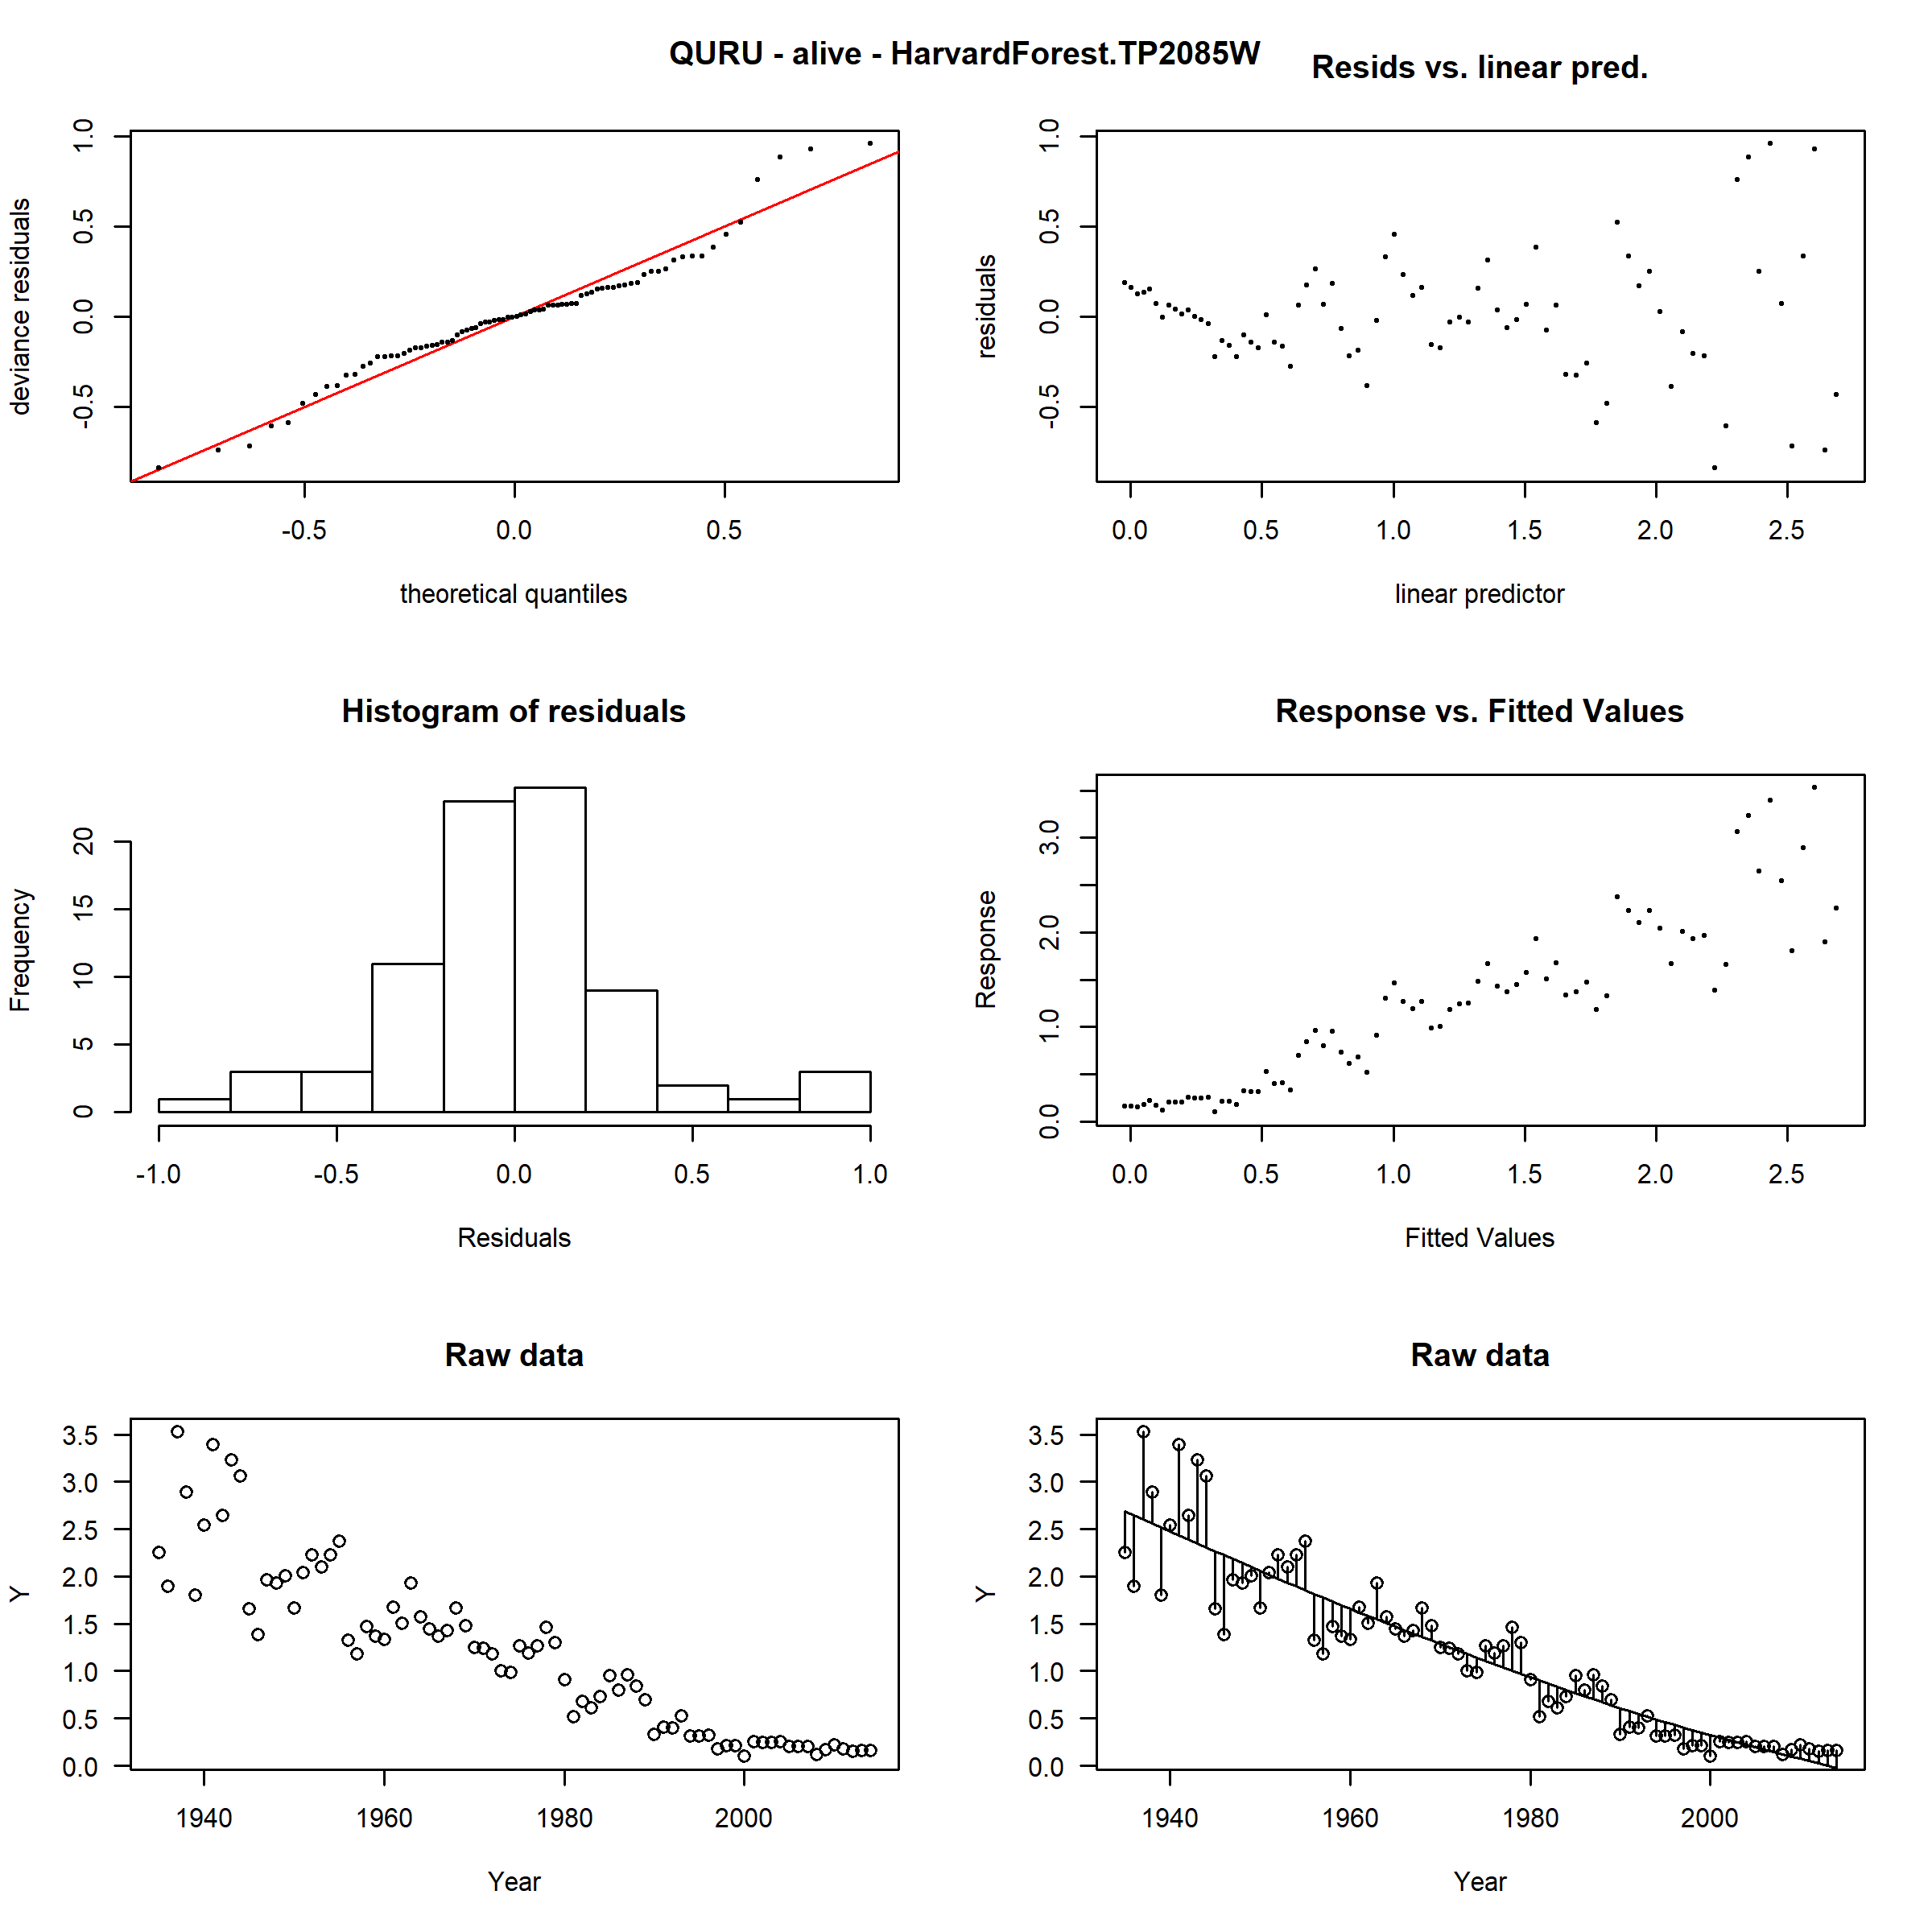 QURU - alive - HarvardForest.TP2085W
Resids vs. linear pred.
deviance residuals
1.0
0.5
0.0
-0.5
-0.5 0.0 0.5
theoretical quantiles
residuals
1.0
0.5
0.0
-0.5
0.0 0.5 1.0 1.5 2.0 2.5
linear predictor
Histogram of residuals
Frequency
20
15
10
5
0
-1.0 -0.5 0.0 0.5 1.0
Residuals
Response vs. Fitted Values
Response
3.0
2.0
1.0
0.0
0.0 0.5 1.0 1.5 2.0 2.5
Fitted Values
Raw data
Y
3.5
3.0
2.5
2.0
1.5
1.0
0.5
0.0
1940 1960 1980 2000
Year
Raw data
Y
3.5
3.0
2.5
2.0
1.5
1.0
0.5
0.0
1940 1960 1980 2000
Year